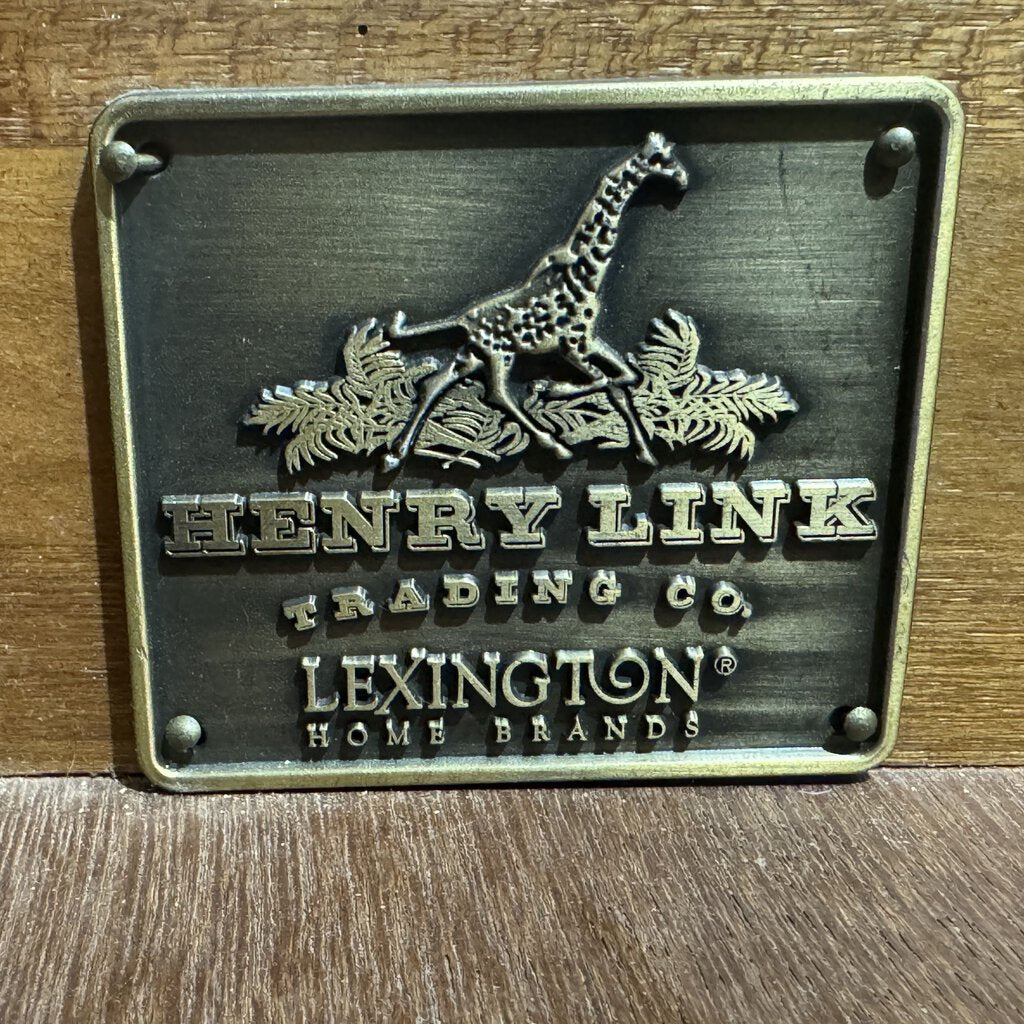 HENRY LINK
TRADING CO.
LEXINGTON®
HOME BRANDS